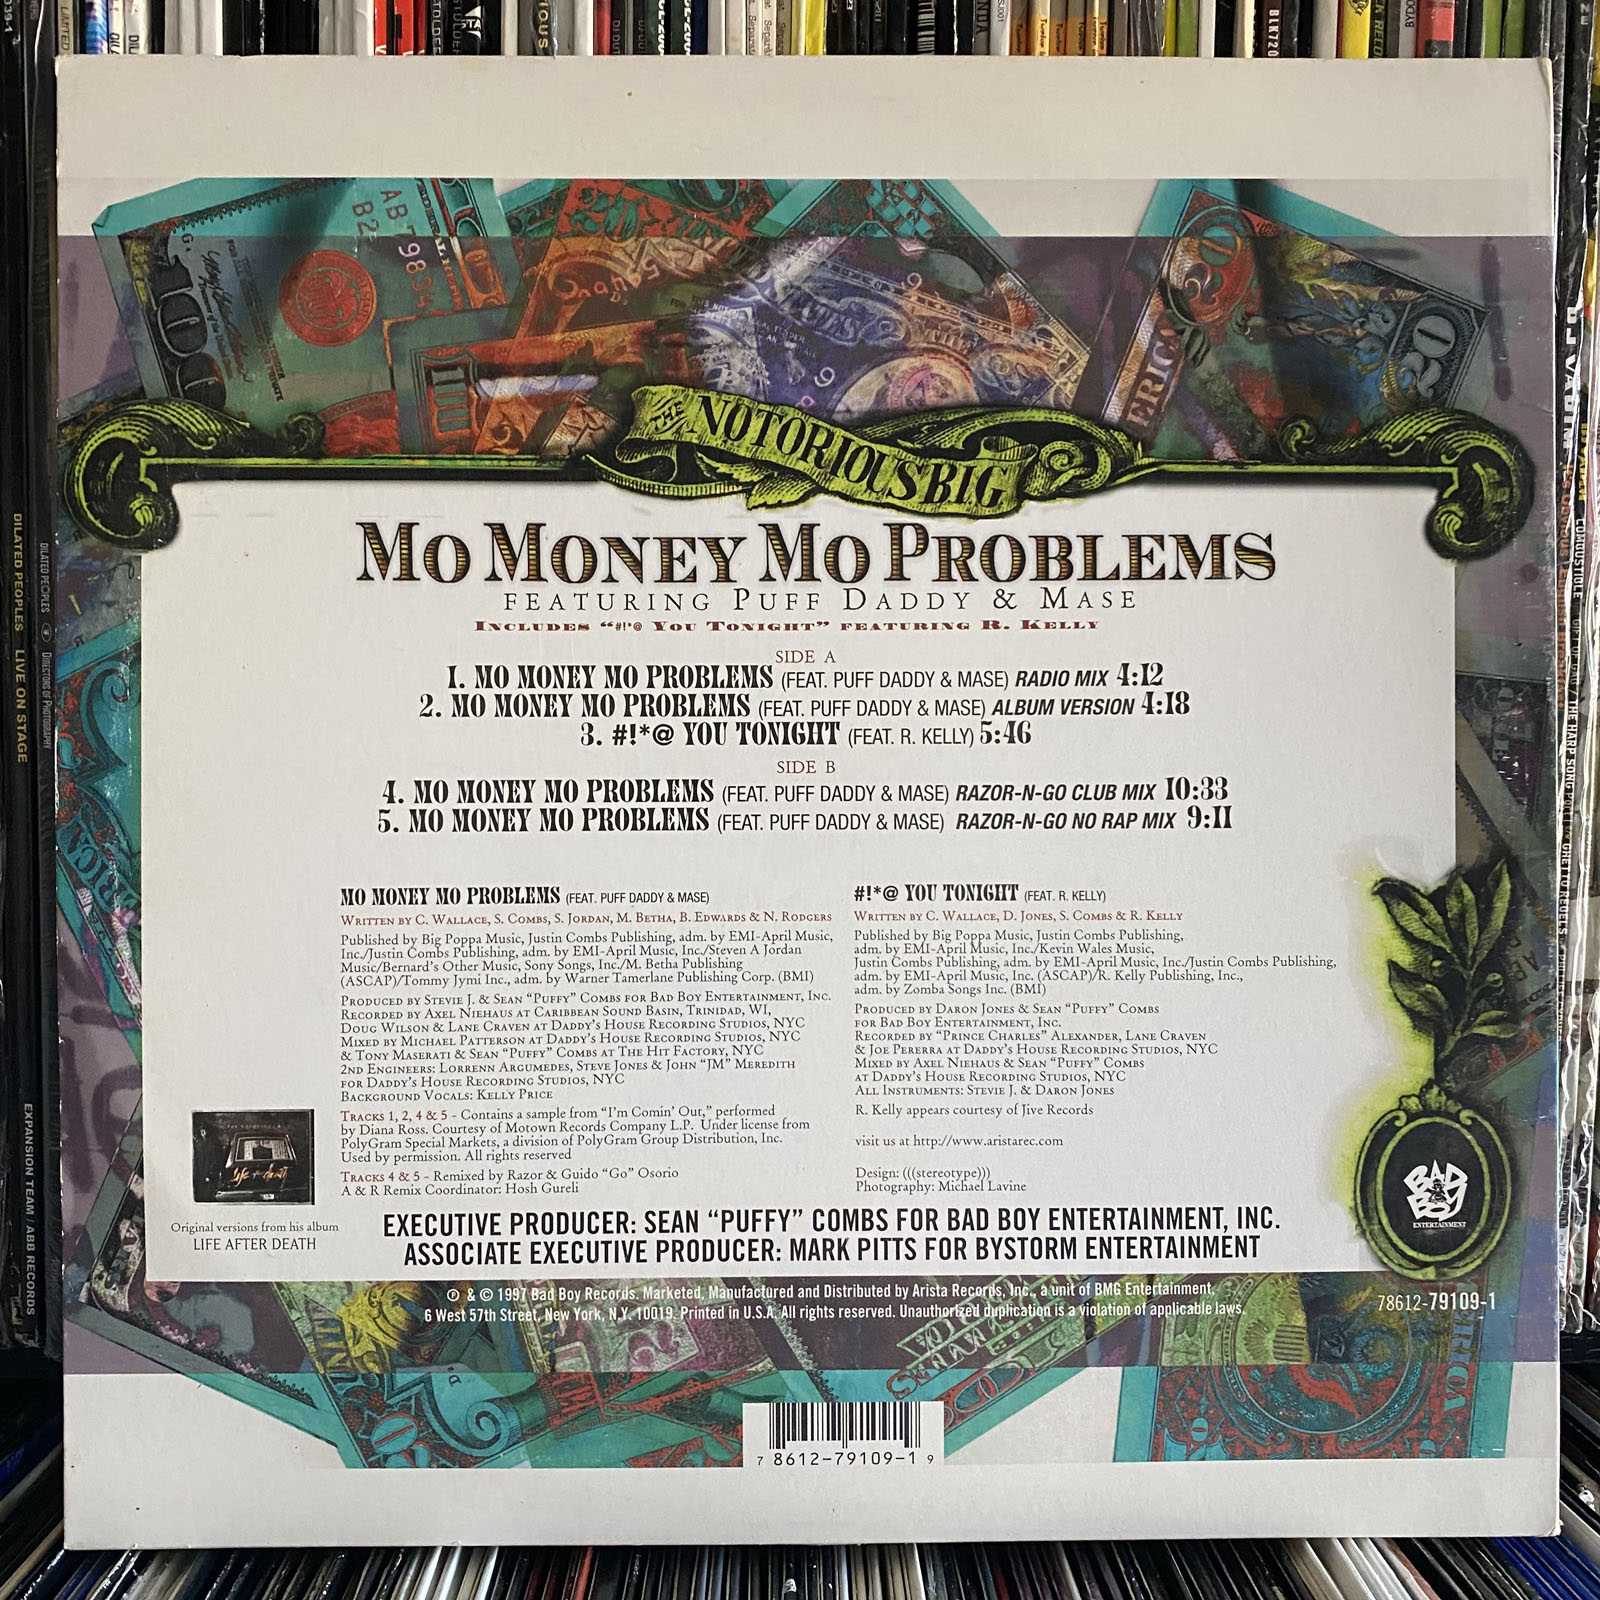 THE NOTORIOUS BIG
MO MONEY MO PROBLEMS
FEATURING PUFF DADDY & MASE
INCLUDES “#!*@ YOU TONIGHT” FEATURING R. KELLY
SIDE A
1. MO MONEY MO PROBLEMS (FEAT. PUFF DADDY & MASE) RADIO MIX 4:12
2. MO MONEY MO PROBLEMS (FEAT. PUFF DADDY & MASE) ALBUM VERSION 4:18
3. #!*@ YOU TONIGHT (FEAT. R. KELLY) 5:46
SIDE B
4. MO MONEY MO PROBLEMS (FEAT. PUFF DADDY & MASE) RAZOR-N-GO CLUB MIX 10:33
5. MO MONEY MO PROBLEMS (FEAT. PUFF DADDY & MASE) RAZOR-N-GO NO RAP MIX 9:11
MO MONEY MO PROBLEMS (FEAT. PUFF DADDY & MASE)
WRITTEN BY C. WALLACE, S. COMBS, S. JORDAN, M. BETHA, B. EDWARDS & N. RODGERS
Published by Big Poppa Music, Justin Combs Publishing, adm. by EMI-April Music,
Inc./Justin Combs Publishing, adm. by EMI-April Music, Inc./Steven A Jordan
Music/Bernard's Other Music, Sony Songs, Inc./M. Betha Publishing
(ASCAP)/Tommy Jymi Inc., adm. by Warner Tamerlane Publishing Corp. (BMI)
PRODUCED BY STEVIE J. & SEAN “PUFFY” COMBS FOR BAD BOY ENTERTAINMENT, INC.
RECORDED BY AXEL NIEHAUS AT CARIBBEAN SOUND BASIN, TRINIDAD, WI,
DOUG WILSON & LANE CRAVEN AT DADDY'S HOUSE RECORDING STUDIOS, NYC
MIXED BY MICHAEL PATTERSON AT DADDY'S HOUSE RECORDING STUDIOS, NYC
& TONY MASERATI & SEAN “PUFFY” COMBS AT THE HIT FACTORY, NYC
2ND ENGINEERS: LORRENN ARGUMEDES, STEVE JONES & JOHN “JM” MEREDITH
FOR DADDY'S HOUSE RECORDING STUDIOS, NYC
BACKGROUND VOCALS: KELLY PRICE
TRACKS 1, 2, 4 & 5 - Contains a sample from “I'm Comin' Out,” performed
by Diana Ross. Courtesy of Motown Records Company L.P. Under license from
PolyGram Special Markets, a division of PolyGram Group Distribution, Inc.
Used by permission. All rights reserved
TRACKS 4 & 5 - Remixed by Razor & Guido “Go” Osorio
A & R Remix Coordinator: Hosh Gureli
#!*@ YOU TONIGHT (FEAT. R. KELLY)
WRITTEN BY C. WALLACE, D. JONES, S. COMBS & R. KELLY
Published by Big Poppa Music, Justin Combs Publishing,
adm. by EMI-April Music, Inc./Kevin Wales Music,
Justin Combs Publishing, adm. by EMI-April Music, Inc./Justin Combs Publishing,
adm. by EMI-April Music, Inc. (ASCAP)/R. Kelly Publishing, Inc.,
adm. by Zomba Songs Inc. (BMI)
PRODUCED BY DARON JONES & SEAN “PUFFY” COMBS
FOR BAD BOY ENTERTAINMENT, INC.
RECORDED BY “PRINCE CHARLES” ALEXANDER, LANE CRAVEN
& JOE PERERRA AT DADDY'S HOUSE RECORDING STUDIOS, NYC
MIXED BY AXEL NIEHAUS & SEAN “PUFFY” COMBS
AT DADDY'S HOUSE RECORDING STUDIOS, NYC
ALL INSTRUMENTS: STEVIE J. & DARON JONES
R. Kelly appears courtesy of Jive Records
visit us at http://www.aristarec.com
Design: (((stereotype)))
Photography: Michael Lavine
Original versions from his album
LIFE AFTER DEATH
EXECUTIVE PRODUCER: SEAN “PUFFY” COMBS FOR BAD BOY ENTERTAINMENT, INC.
ASSOCIATE EXECUTIVE PRODUCER: MARK PITTS FOR BYSTORM ENTERTAINMENT
BAD BOY
ENTERTAINMENT
℗ & © 1997 Bad Boy Records. Marketed, Manufactured and Distributed by Arista Records, Inc., a unit of BMG Entertainment,
6 West 57th Street, New York, N.Y. 10019. Printed in U.S.A. All rights reserved. Unauthorized duplication is a violation of applicable laws.
78612-79109-1
7 8612-79109-1 9
DILATED PEOPLES LIVE ON STAGE
DILATED PEOPLES
DIRECTORS OF PHOTOGRAPHY
EXPANSION TEAM / ABB RECORDS
DJ VADIM